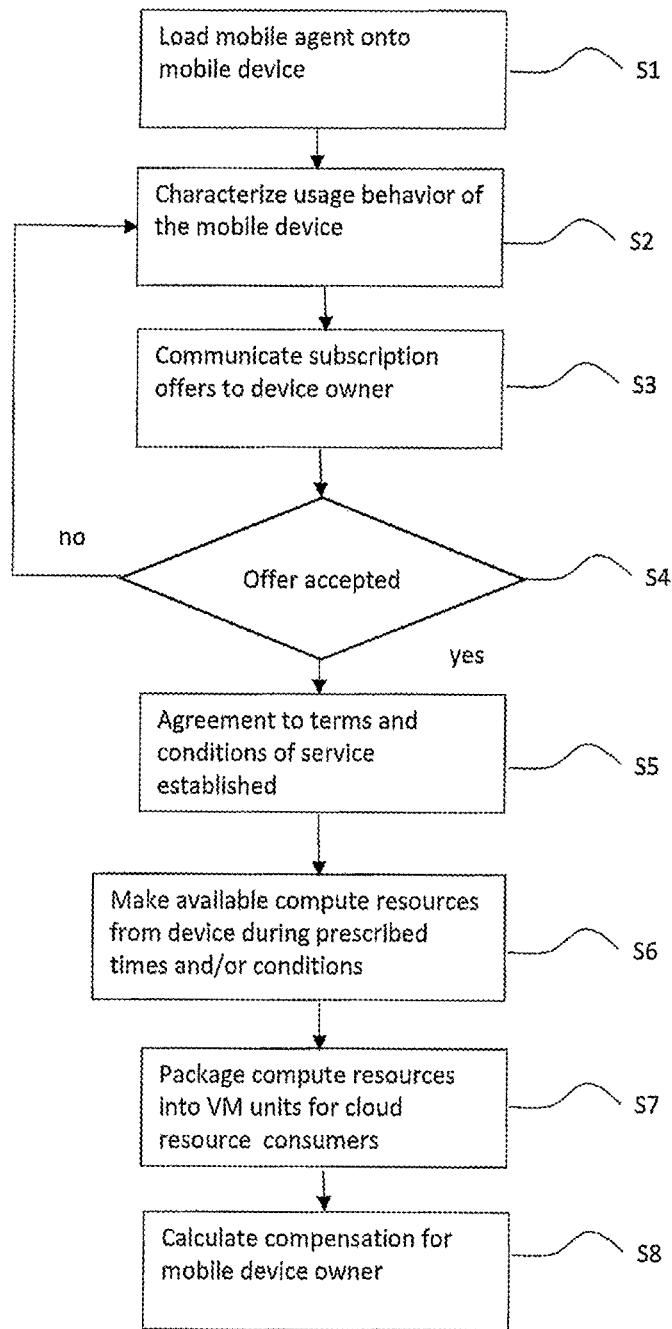 Load mobile agent onto
mobile device
S1
Characterize usage behavior of
the mobile device
S2
Communicate subscription
offers to device owner
S3
no
Offer accepted
S4
yes
Agreement to terms and
conditions of service
established
S5
Make available compute resources
from device during prescribed
times and/or conditions
S6
Package compute resources
into VM units for cloud
resource consumers
S7
Calculate compensation for
mobile device owner
S8